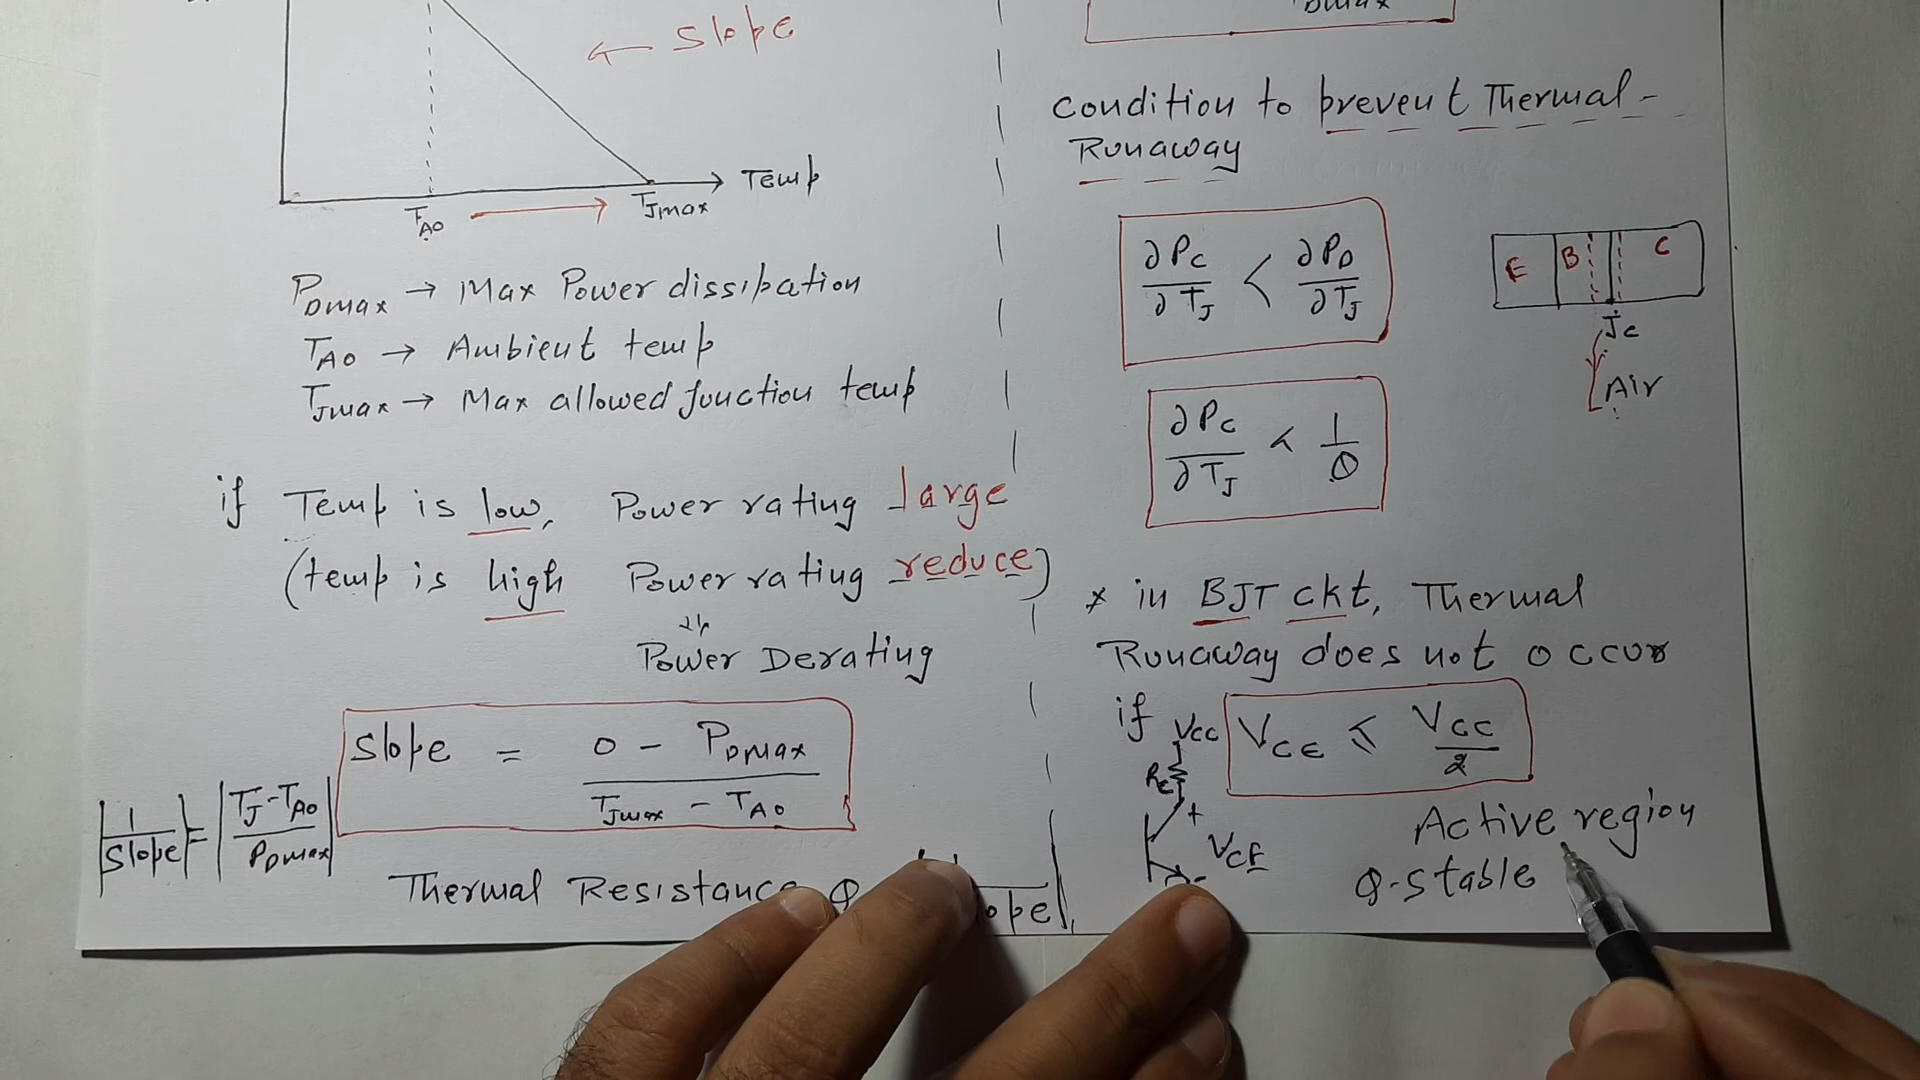 ← Slope
Temp
TAO
TJmax
PDmax → Max Power dissipation
TAO → Ambient temp
TJmax → Max allowed junction temp
if Temp is low, Power rating large
(temp is high Power rating reduce)
Power Derating
Slope = 0 - PDmax / TJmax - TAO
|1/Slope| = |TJ-TAO / PDmax|
Thermal Resistance
Dmax
Condition to prevent Thermal-
Runaway
∂PC/∂TJ < ∂PD/∂TJ
E B C
Jc
Air
∂PC/∂TJ < 1/θ
* in BJT ckt, Thermal
Runaway does not occur
if VCE ≤ VCC/2
VCC
RC
+
VCE
-
Active region
Q-stable